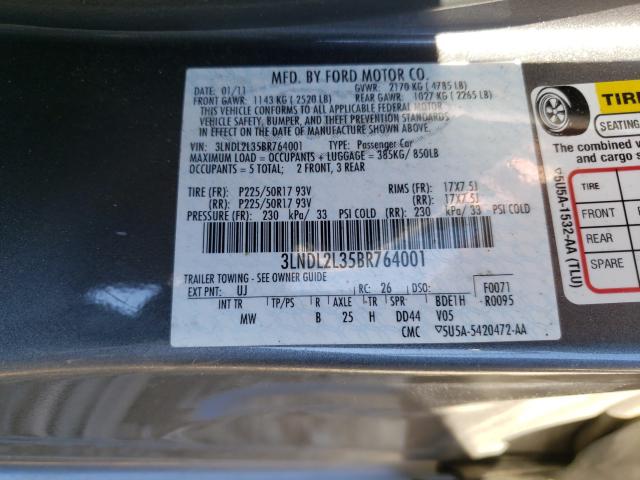 MFD. BY FORD MOTOR CO.
DATE: 01/11 GVWR: 2170 KG ( 4785 LB)
FRONT GAWR: 1143 KG ( 2520 LB) REAR GAWR: 1027 KG ( 2265 LB)
THIS VEHICLE CONFORMS TO ALL APPLICABLE FEDERAL MOTOR
VEHICLE SAFETY, BUMPER, AND THEFT PREVENTION STANDARDS
IN EFFECT ON THE DATE OF MANUFACTURE SHOWN ABOVE.
VIN: 3LNDL2L35BR764001 TYPE: Passenger Car
MAXIMUM LOAD = OCCUPANTS + LUGGAGE = 385KG/ 850LB
OCCUPANTS = 5 TOTAL; 2 FRONT, 3 REAR
TIRE (FR): P225/50R17 93V RIMS (FR) 17X7.5J
(RR): P225/50R17 93V (RR) 17X7.5J
PRESSURE (FR): 230 kPa/ 33 PSI COLD (RR) 230 kPa/ 33 PSI COLD
3LNDL2L35BR764001
TRAILER TOWING - SEE OWNER GUIDE
EXT PNT: UJ RC: 26 DSO: F0071
INT TR TP/PS R AXLE TR SPR: BDE1H R0095
MW B 25 H DD44 V05
CMC 5U5A-5420472-AA
5U5A-1532-AA (TLU)
TIRE
SEATING
The combined
and cargo
TIRE
FRONT
REAR
SPARE